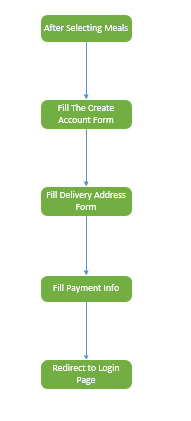 After Selecting Meals
Fill The Create
Account Form
Fill Delivery Address
Form
Fill Payment Info
Redirect to Login
Page